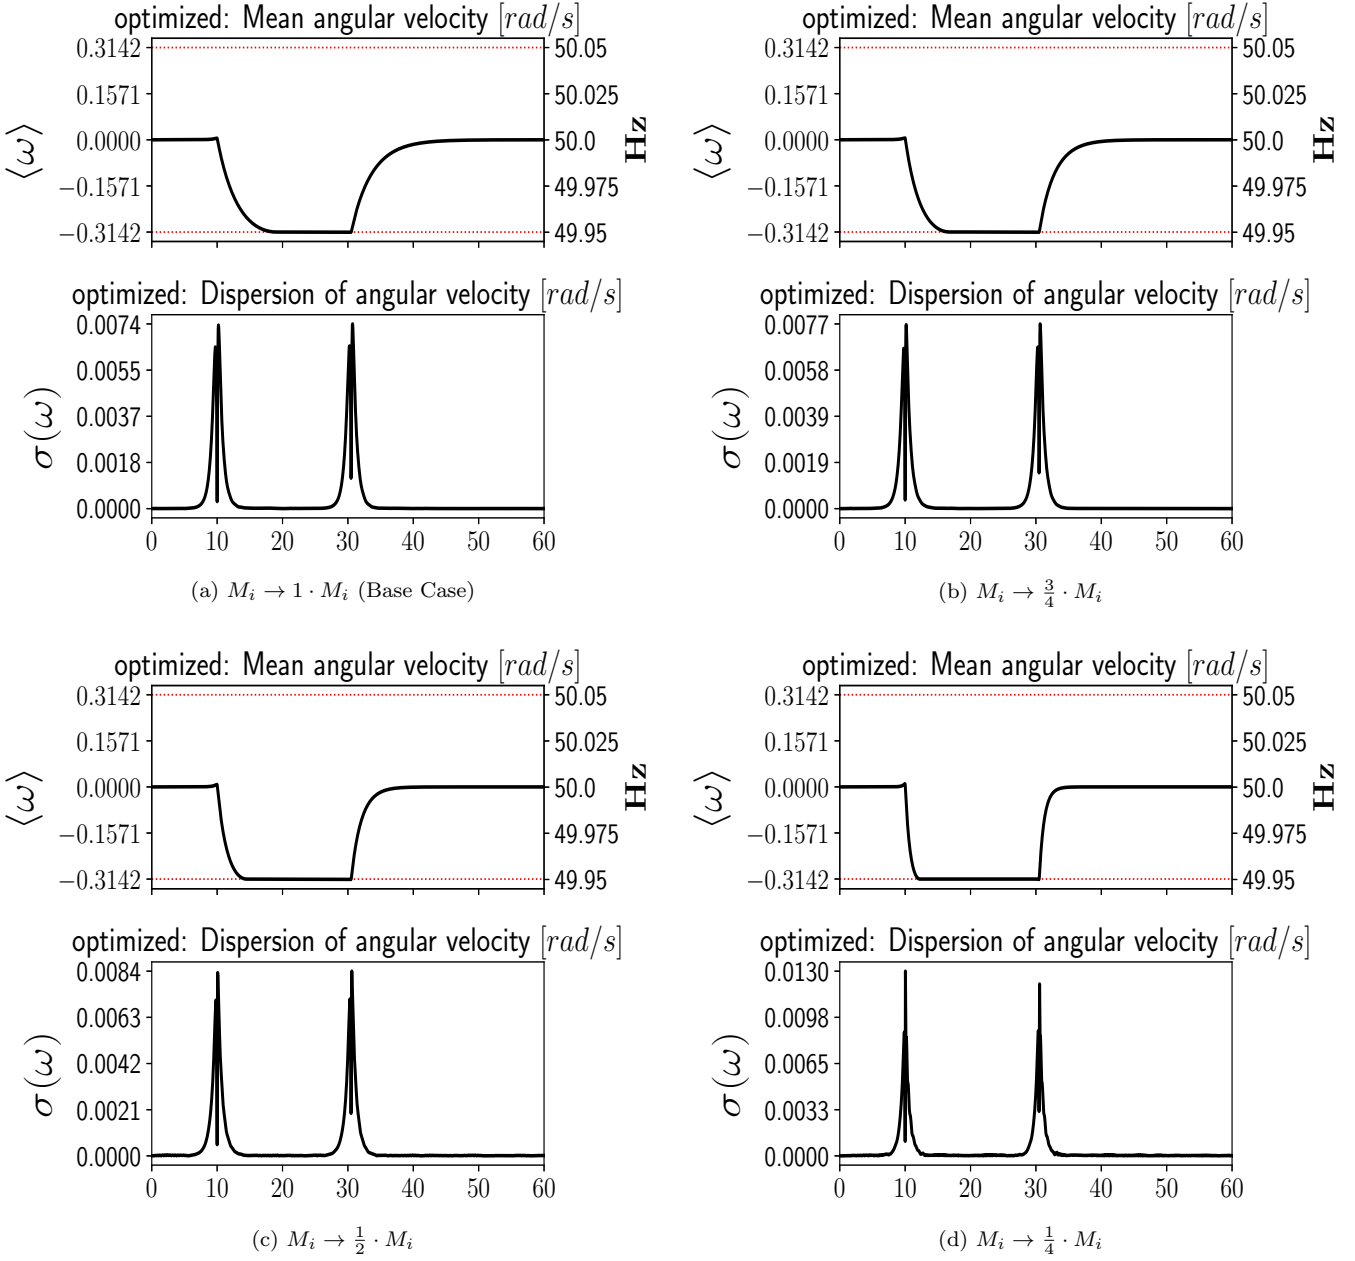 optimized: Mean angular velocity [rad/s]
0.3142
0.1571
0.0000
−0.1571
−0.3142
⟨ω⟩
50.05
50.025
50.0
49.975
49.95
Hz
optimized: Dispersion of angular velocity [rad/s]
0.0074
0.0055
0.0037
0.0018
0.0000
σ(ω)
0 10 20 30 40 50 60
(a) M_i → 1 · M_i (Base Case)
optimized: Mean angular velocity [rad/s]
0.3142
0.1571
0.0000
−0.1571
−0.3142
⟨ω⟩
50.05
50.025
50.0
49.975
49.95
Hz
optimized: Dispersion of angular velocity [rad/s]
0.0077
0.0058
0.0039
0.0019
0.0000
σ(ω)
0 10 20 30 40 50 60
(b) M_i → 3/4 · M_i
optimized: Mean angular velocity [rad/s]
0.3142
0.1571
0.0000
−0.1571
−0.3142
⟨ω⟩
50.05
50.025
50.0
49.975
49.95
Hz
optimized: Dispersion of angular velocity [rad/s]
0.0084
0.0063
0.0042
0.0021
0.0000
σ(ω)
0 10 20 30 40 50 60
(c) M_i → 1/2 · M_i
optimized: Mean angular velocity [rad/s]
0.3142
0.1571
0.0000
−0.1571
−0.3142
⟨ω⟩
50.05
50.025
50.0
49.975
49.95
Hz
optimized: Dispersion of angular velocity [rad/s]
0.0130
0.0098
0.0065
0.0033
0.0000
σ(ω)
0 10 20 30 40 50 60
(d) M_i → 1/4 · M_i